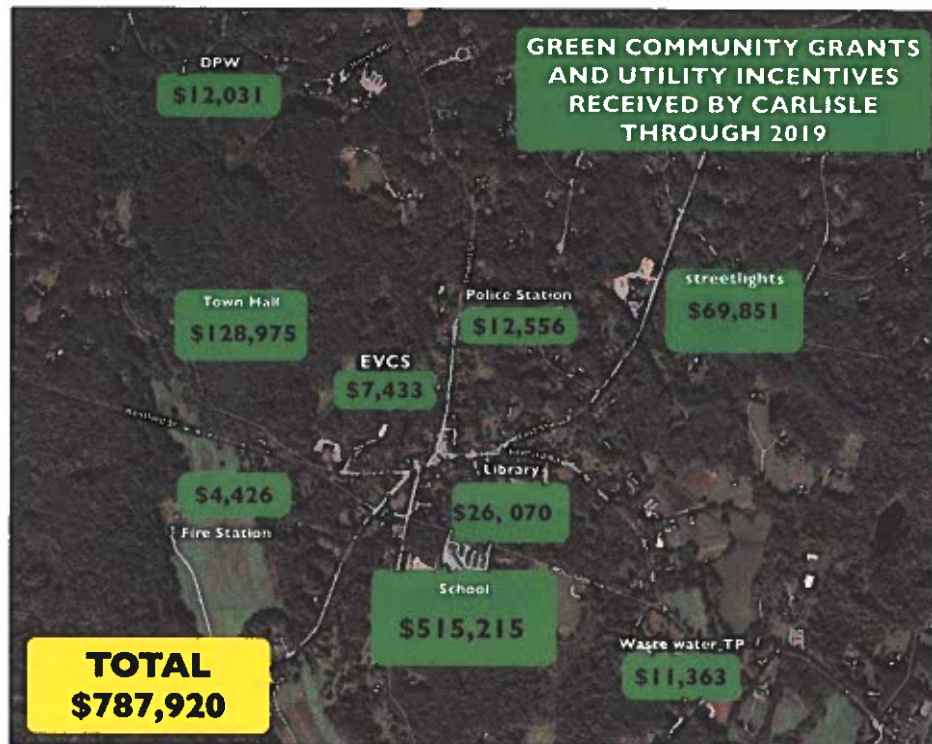 GREEN COMMUNITY GRANTS
AND UTILITY INCENTIVES
RECEIVED BY CARLISLE
THROUGH 2019
DPW
$12,031
Town Hall
$128,975
Police Station
$12,556
streetlights
$69,851
EVCS
$7,433
$4,426
Fire Station
Library
$26, 070
School
$515,215
Waste water TP
$11,363
TOTAL
$787,920